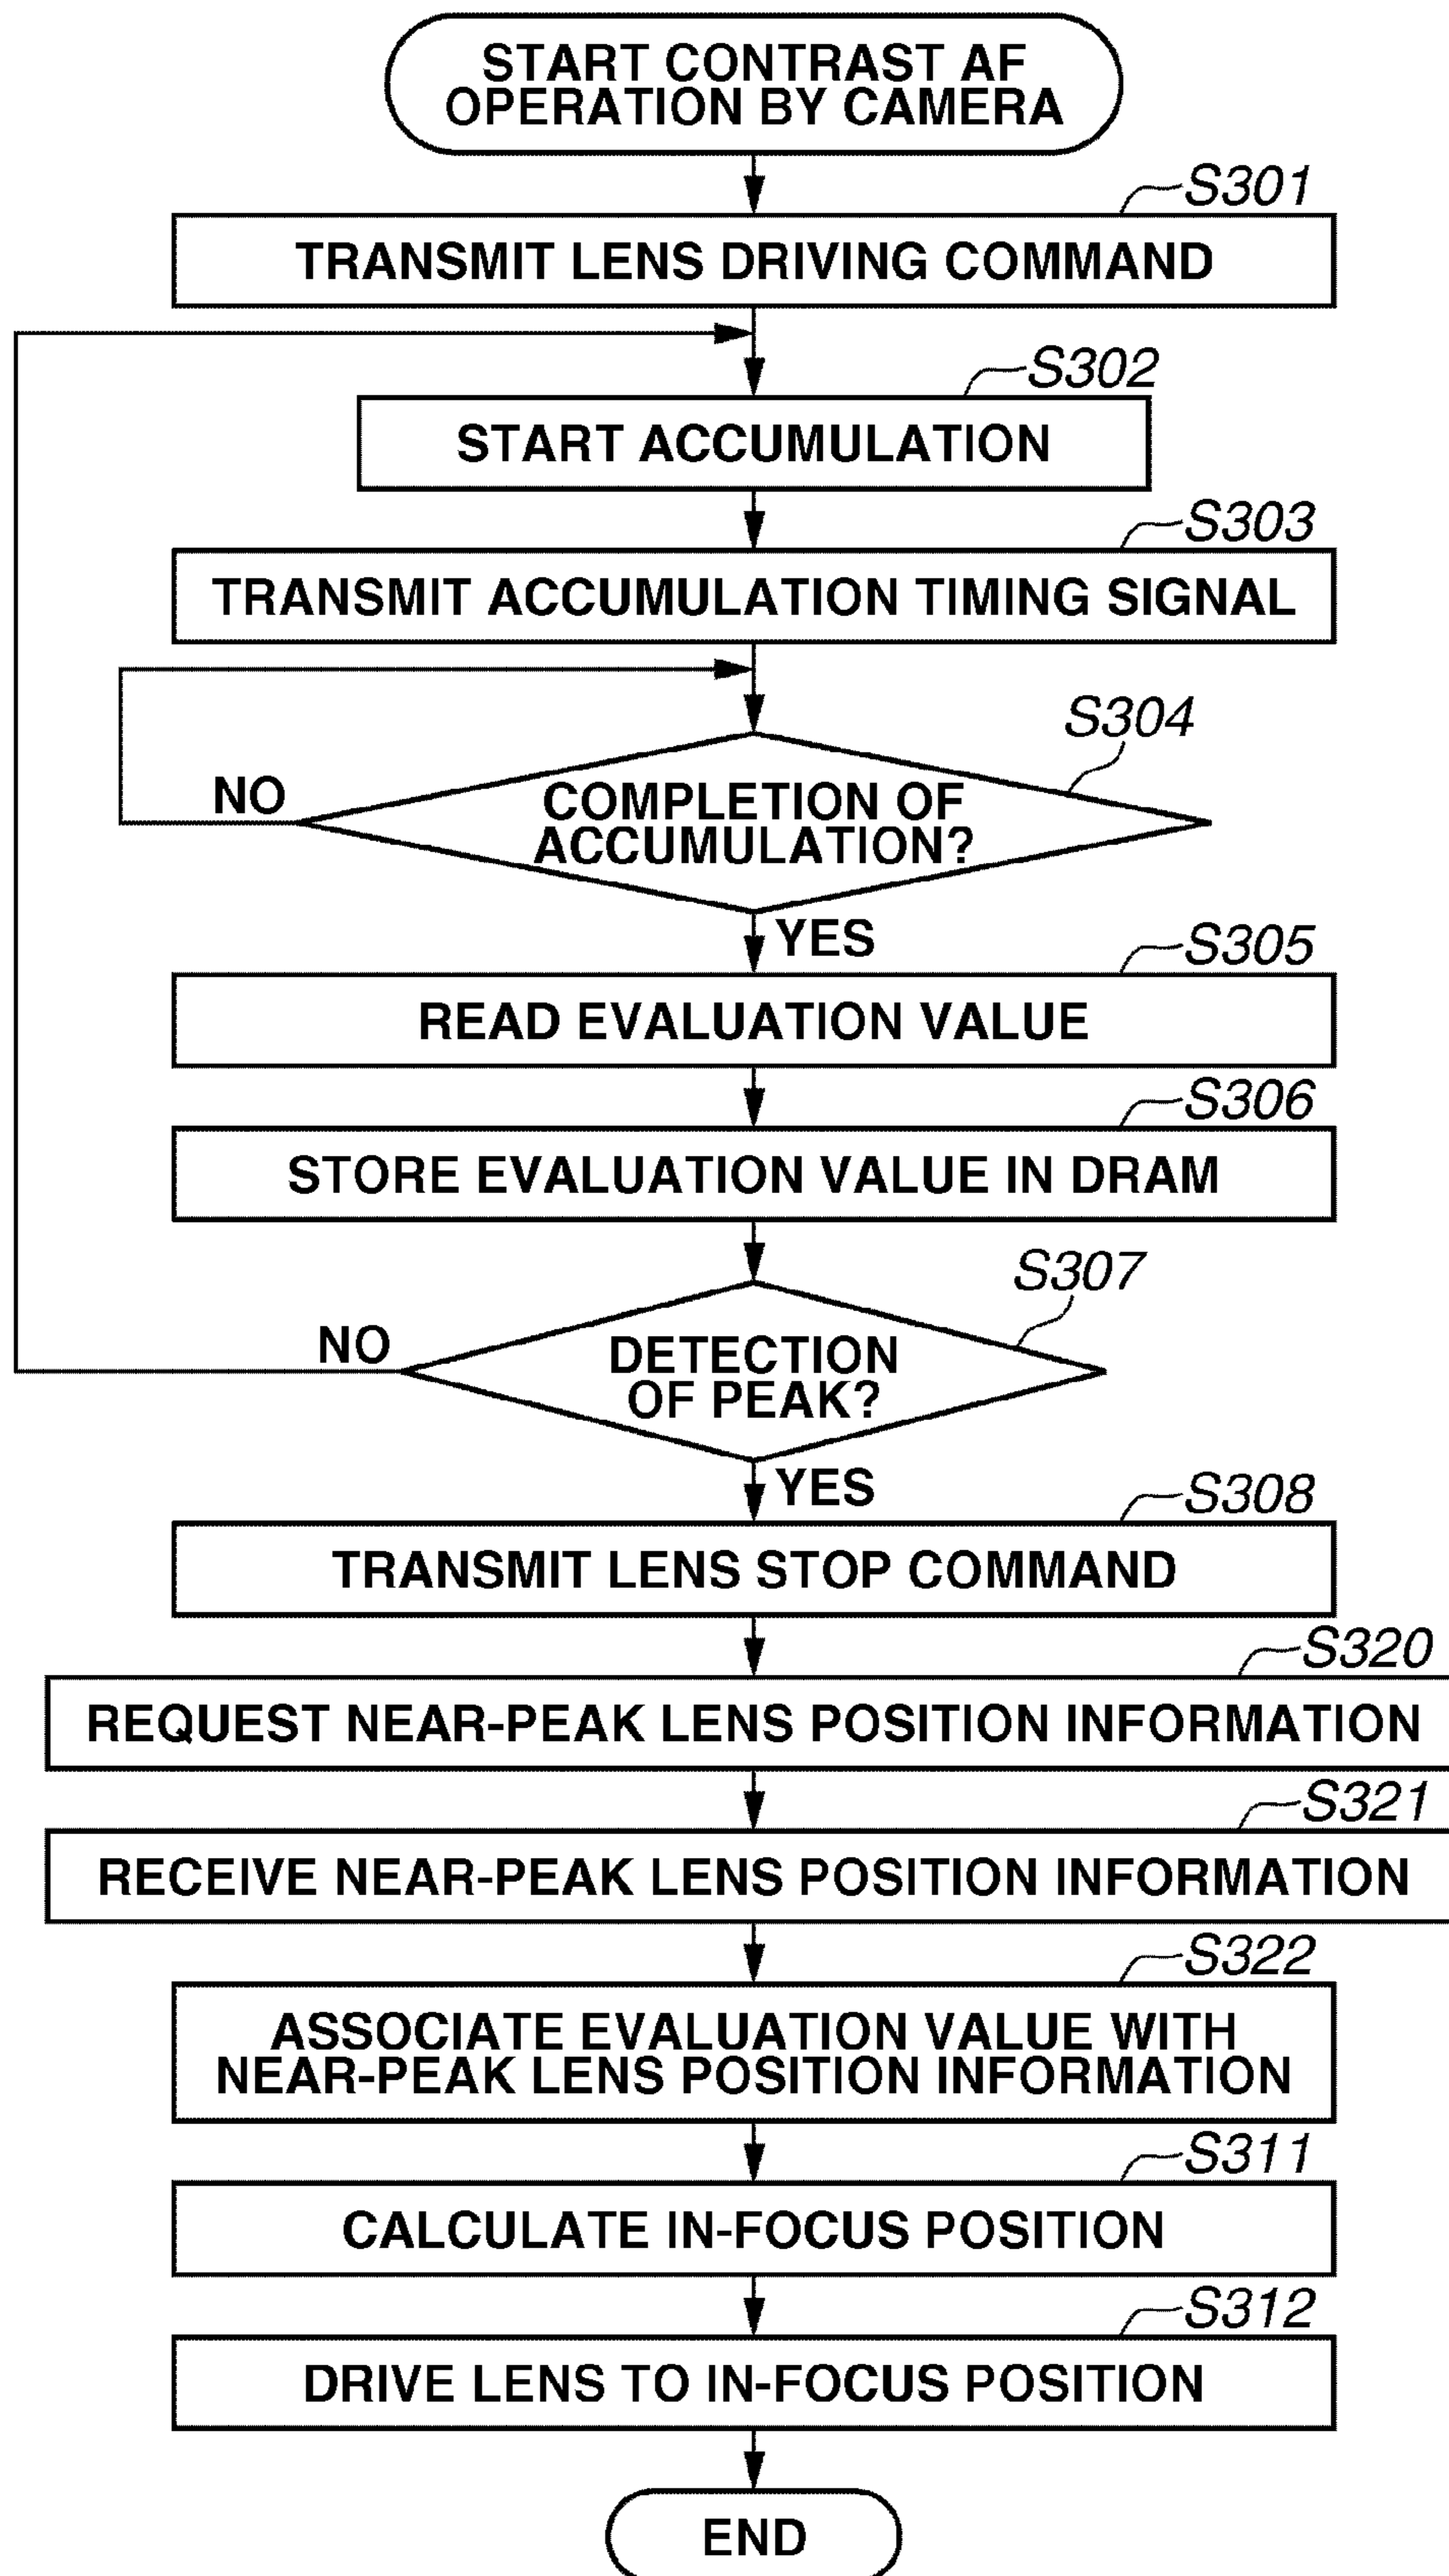 START CONTRAST AF
OPERATION BY CAMERA
S301
TRANSMIT LENS DRIVING COMMAND
S302
START ACCUMULATION
S303
TRANSMIT ACCUMULATION TIMING SIGNAL
S304
NO
COMPLETION OF
ACCUMULATION?
YES
S305
READ EVALUATION VALUE
S306
STORE EVALUATION VALUE IN DRAM
S307
NO
DETECTION
OF PEAK?
YES
S308
TRANSMIT LENS STOP COMMAND
S320
REQUEST NEAR-PEAK LENS POSITION INFORMATION
S321
RECEIVE NEAR-PEAK LENS POSITION INFORMATION
S322
ASSOCIATE EVALUATION VALUE WITH
NEAR-PEAK LENS POSITION INFORMATION
S311
CALCULATE IN-FOCUS POSITION
S312
DRIVE LENS TO IN-FOCUS POSITION
END